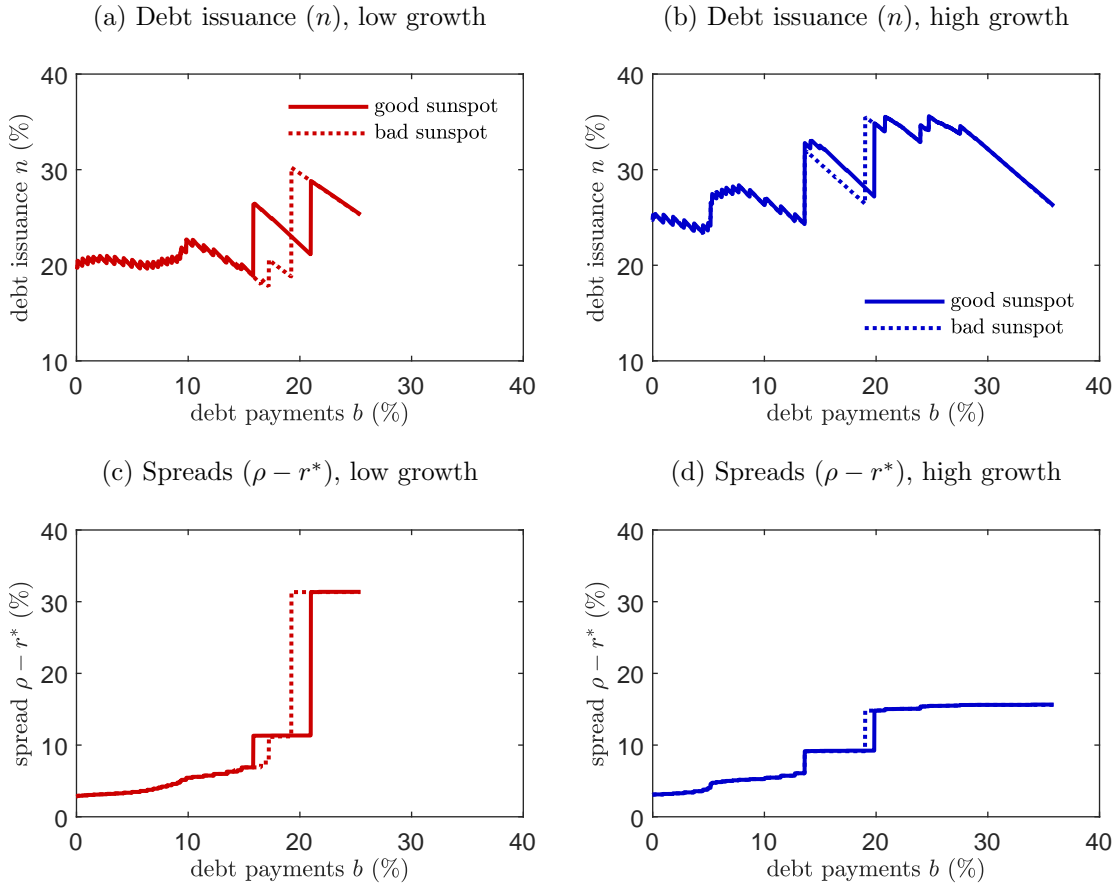 (a) Debt issuance (n), low growth
40
30
20
10
0
10
20
30
40
debt issuance n (%)
debt payments b (%)
good sunspot
bad sunspot
(b) Debt issuance (n), high growth
40
30
20
10
0
10
20
30
40
debt issuance n (%)
debt payments b (%)
good sunspot
bad sunspot
(c) Spreads (ρ − r*), low growth
40
30
20
10
0
0
10
20
30
40
spread ρ − r* (%)
debt payments b (%)
(d) Spreads (ρ − r*), high growth
40
30
20
10
0
0
10
20
30
40
spread ρ − r* (%)
debt payments b (%)